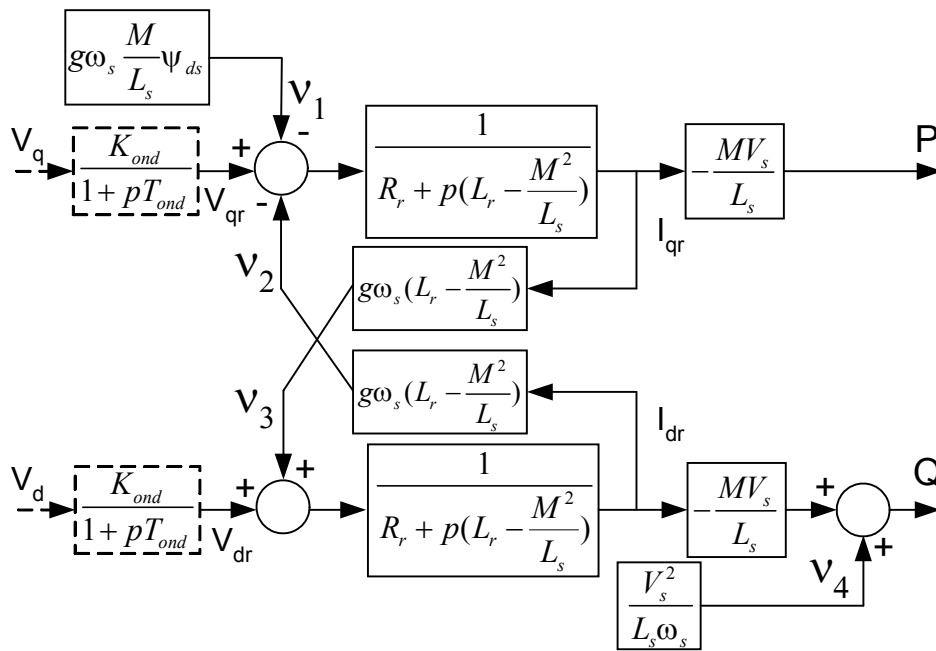 gω_s M/L_s ψ_ds
ν_1
-
V_q
K_ond/(1 + pT_ond)
+
V_qr
-
1/(R_r + p(L_r − M²/L_s))
−MV_s/L_s
P
I_qr
ν_2
gω_s(L_r − M²/L_s)
ν_3
gω_s(L_r − M²/L_s)
I_dr
V_d
K_ond/(1 + pT_ond)
+
+
V_dr
1/(R_r + p(L_r − M²/L_s))
−MV_s/L_s
+
+
Q
ν_4
V_s²/(L_sω_s)